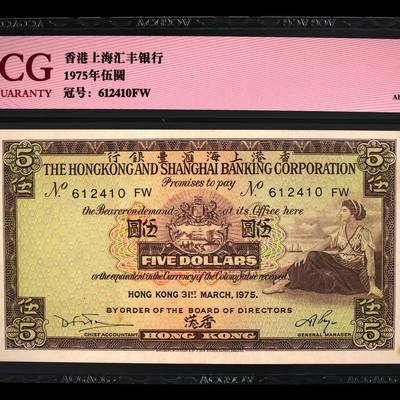 CG
UARANTY
香港上海汇丰银行
1975年伍圓
冠号：612410FW
5 行銀豐滙海上港香 5
THE HONGKONG AND SHANGHAI BANKING CORPORATION
Promises to pay
伍 No 612410 FW No 612410 FW 伍
the Bearer on demand at its Office here
圓 伍
FIVE DOLLARS
or the equivalent in the Currency of the Colony Value received.
HONG KONG 31ST MARCH, 1975.
BY ORDER OF THE BOARD OF DIRECTORS
伍 港香 伍
CHIEF ACCOUNTANT. GENERAL MANAGER.
5 HONG KONG 5